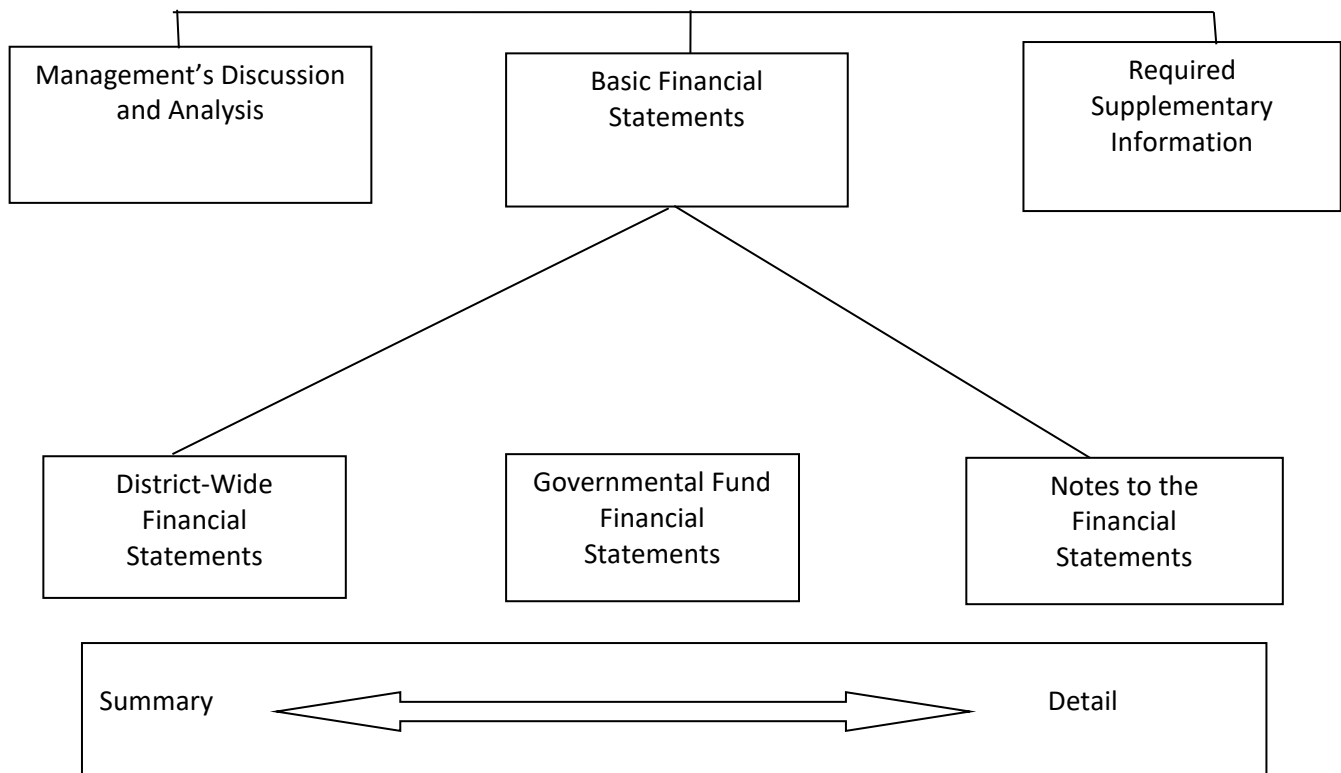 Management’s Discussion
and Analysis
Basic Financial
Statements
Required
Supplementary
Information
District-Wide
Financial
Statements
Governmental Fund
Financial
Statements
Notes to the
Financial
Statements
Summary
Detail